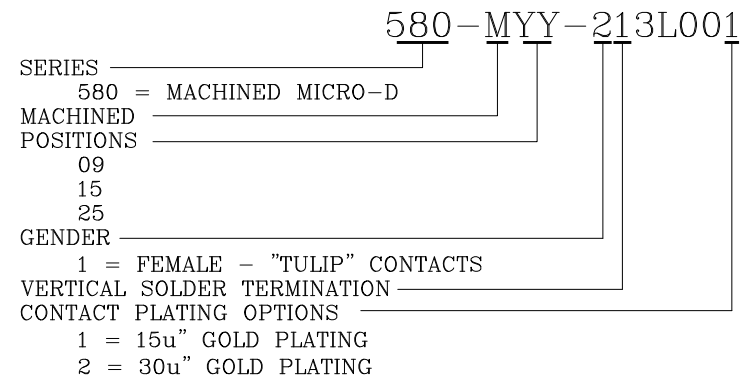 580-MYY-213L001
SERIES
580 = MACHINED MICRO-D
MACHINED
POSITIONS
09
15
25
GENDER
1 = FEMALE - "TULIP" CONTACTS
VERTICAL SOLDER TERMINATION
CONTACT PLATING OPTIONS
1 = 15u" GOLD PLATING
2 = 30u" GOLD PLATING